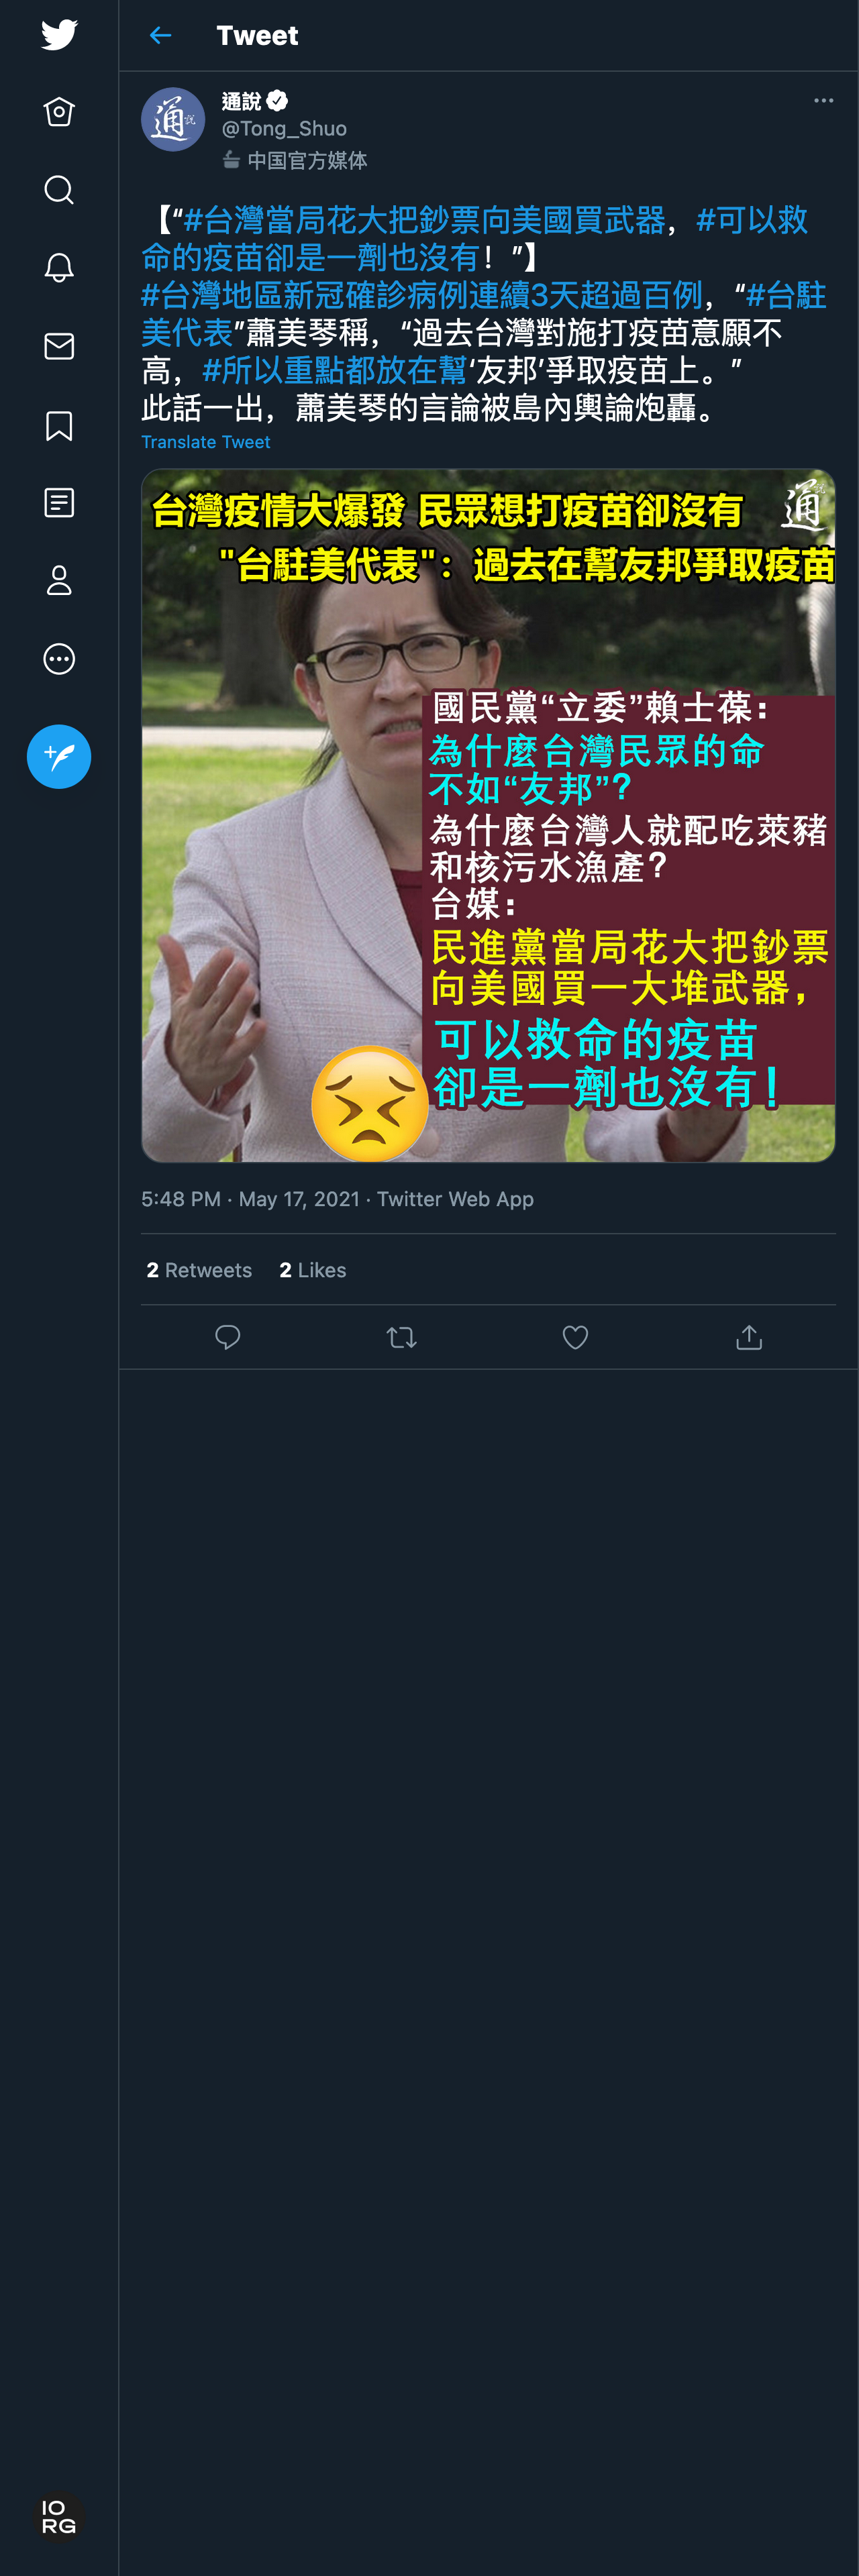 Tweet
通說
@Tong_Shuo
中国官方媒体
【“#台灣當局花大把鈔票向美國買武器，#可以救
命的疫苗卻是一劑也沒有！”】
#台灣地區新冠確診病例連續3天超過百例，“#台駐
美代表”蕭美琴稱，“過去台灣對施打疫苗意願不
高，#所以重點都放在幫‘友邦’爭取疫苗上。”
此話一出，蕭美琴的言論被島內輿論炮轟。
Translate Tweet
台灣疫情大爆發 民眾想打疫苗卻沒有
通說
"台駐美代表"：過去在幫友邦爭取疫苗
國民黨“立委”賴士葆：
為什麼台灣民眾的命
不如“友邦”？
為什麼台灣人就配吃萊豬
和核污水漁產？
台媒：
民進黨當局花大把鈔票
向美國買一大堆武器，
可以救命的疫苗
卻是一劑也沒有！
5:48 PM · May 17, 2021 · Twitter Web App
2 Retweets 2 Likes
IO
RG